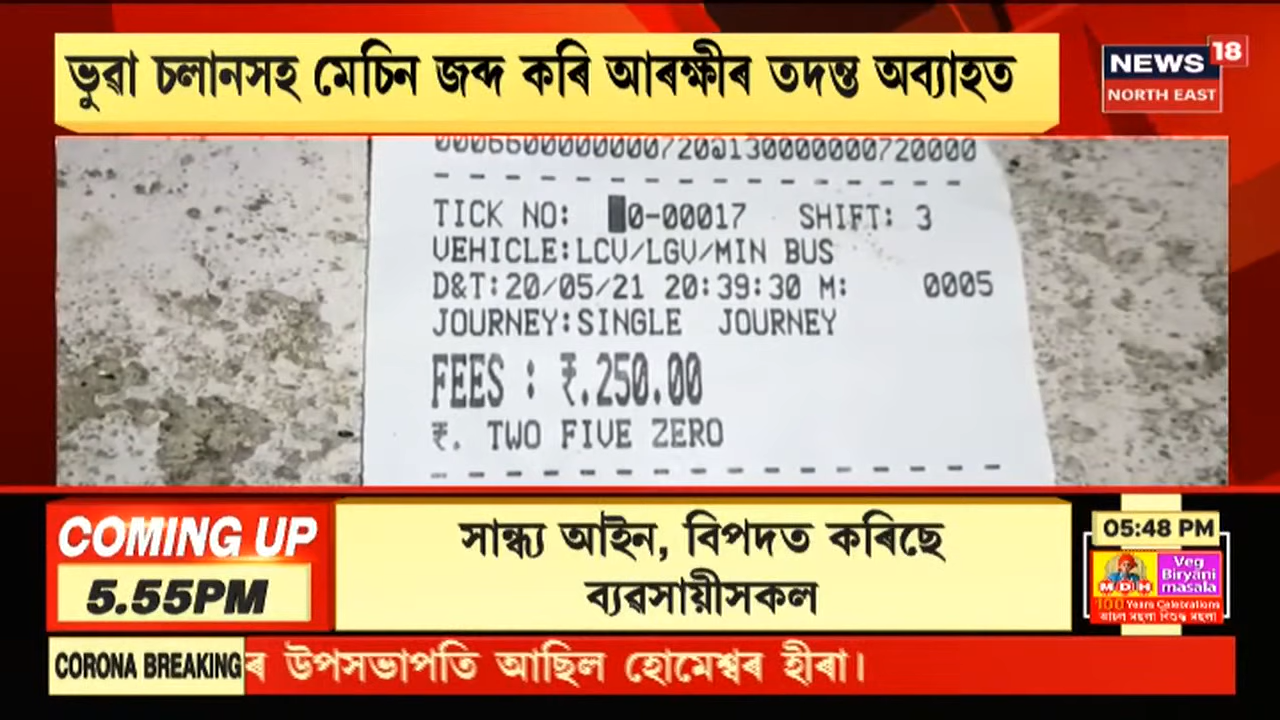 ভুৱা চলানসহ মেচিন জব্দ কৰি আৰক্ষীৰ তদন্ত অব্যাহত
NEWS 18
NORTH EAST
TICK NO: 0-00017 SHIFT: 3
VEHICLE:LCV/LGV/MIN BUS
D&T:20/05/21 20:39:30 M: 0005
JOURNEY:SINGLE JOURNEY
FEES : ₹.250.00
₹. TWO FIVE ZERO
COMING UP
5.55PM
সান্ধ্য আইন, বিপদত কৰিছে
ব্যৱসায়ীসকল
05:48 PM
MDH
Veg
Biryani
masala
100 Years Celebrations
CORONA BREAKING
ৰ উপসভাপতি আছিল হোমেশ্বৰ হীৰা।